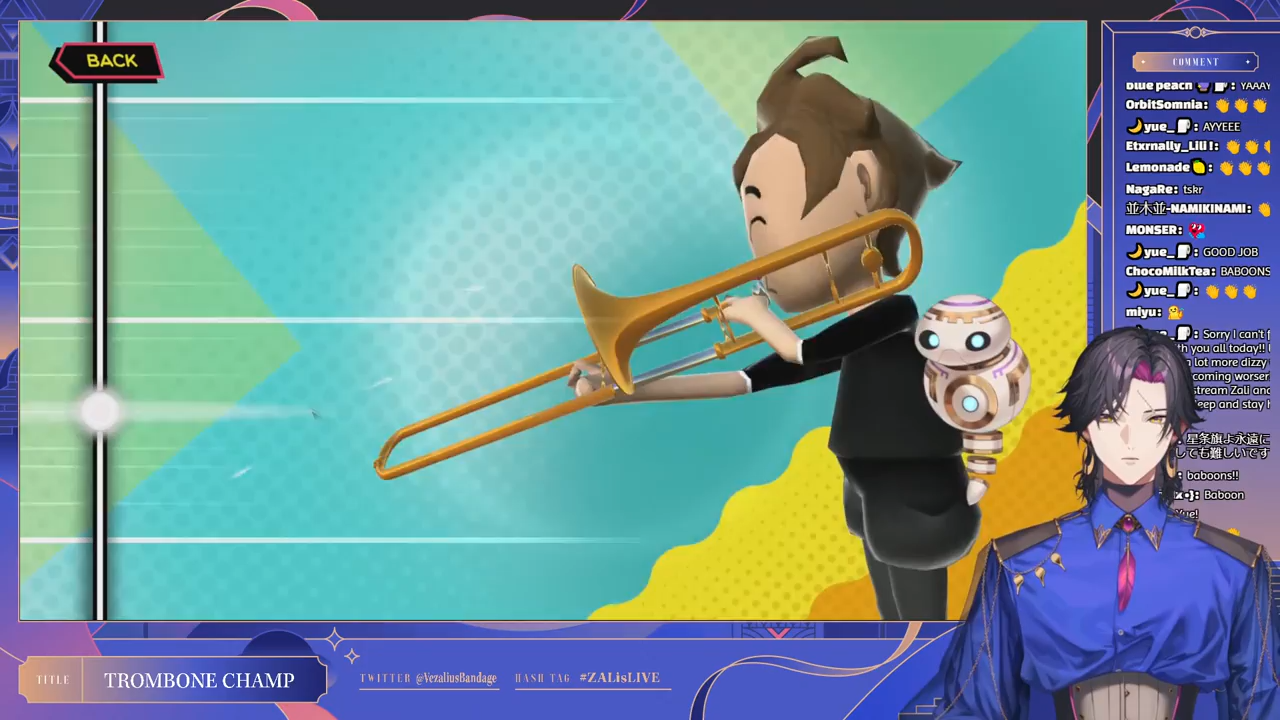 BACK
COMMENT
blue peach : YAAAY
OrbitSomnia: 👏👏👏
🌙yue_ : AYYEEE
Etxrnally_Lili !: 👏👏
Lemonade🍋: 👏👏👏
NagaRe: tskr
並木並-NAMIKINAMI: 👏
MONSER: 💘
🌙yue_ : GOOD JOB
ChocoMilkTea: BABOONS
🌙yue_ : 👏👏👏
miyu:
Sorry I can't
th you all today!!
lot more dizzy
coming worser
stream Zali and
eep and stay
星条旗よ永遠に
しても難しいです
: baboons!!
: Baboon
Yue!
TITLE
TROMBONE CHAMP
TWITTER @VezaliusBandage
HASH TAG #ZALisLIVE